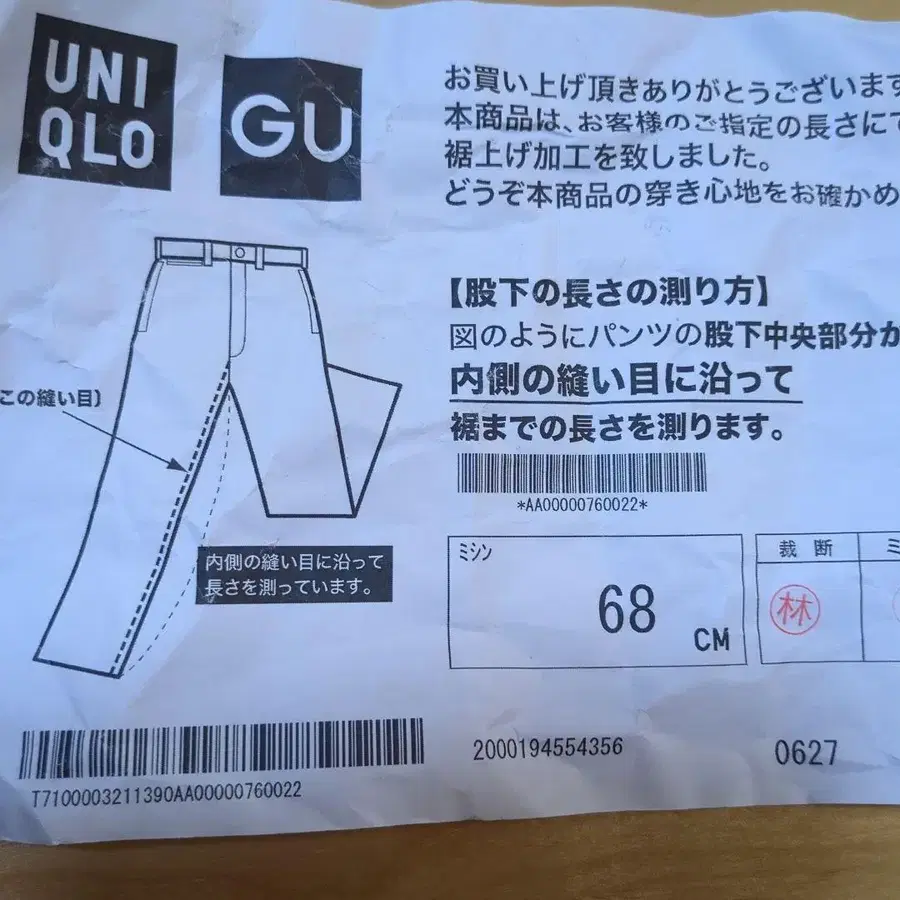 UNI
QLO
GU
お買い上げ頂きありがとうございます
本商品は、お客様のご指定の長さにて
裾上げ加工を致しました。
どうぞ本商品の穿き心地をお確かめ
【股下の長さの測り方】
図のようにパンツの股下中央部分か
内側の縫い目に沿って
裾までの長さを測ります。
この縫い目〕
内側の縫い目に沿って
長さを測っています。
*AA00000760022*
ﾐｼﾝ
68
CM
裁 断
ミ
林
T7100003211390AA00000760022
2000194554356
0627